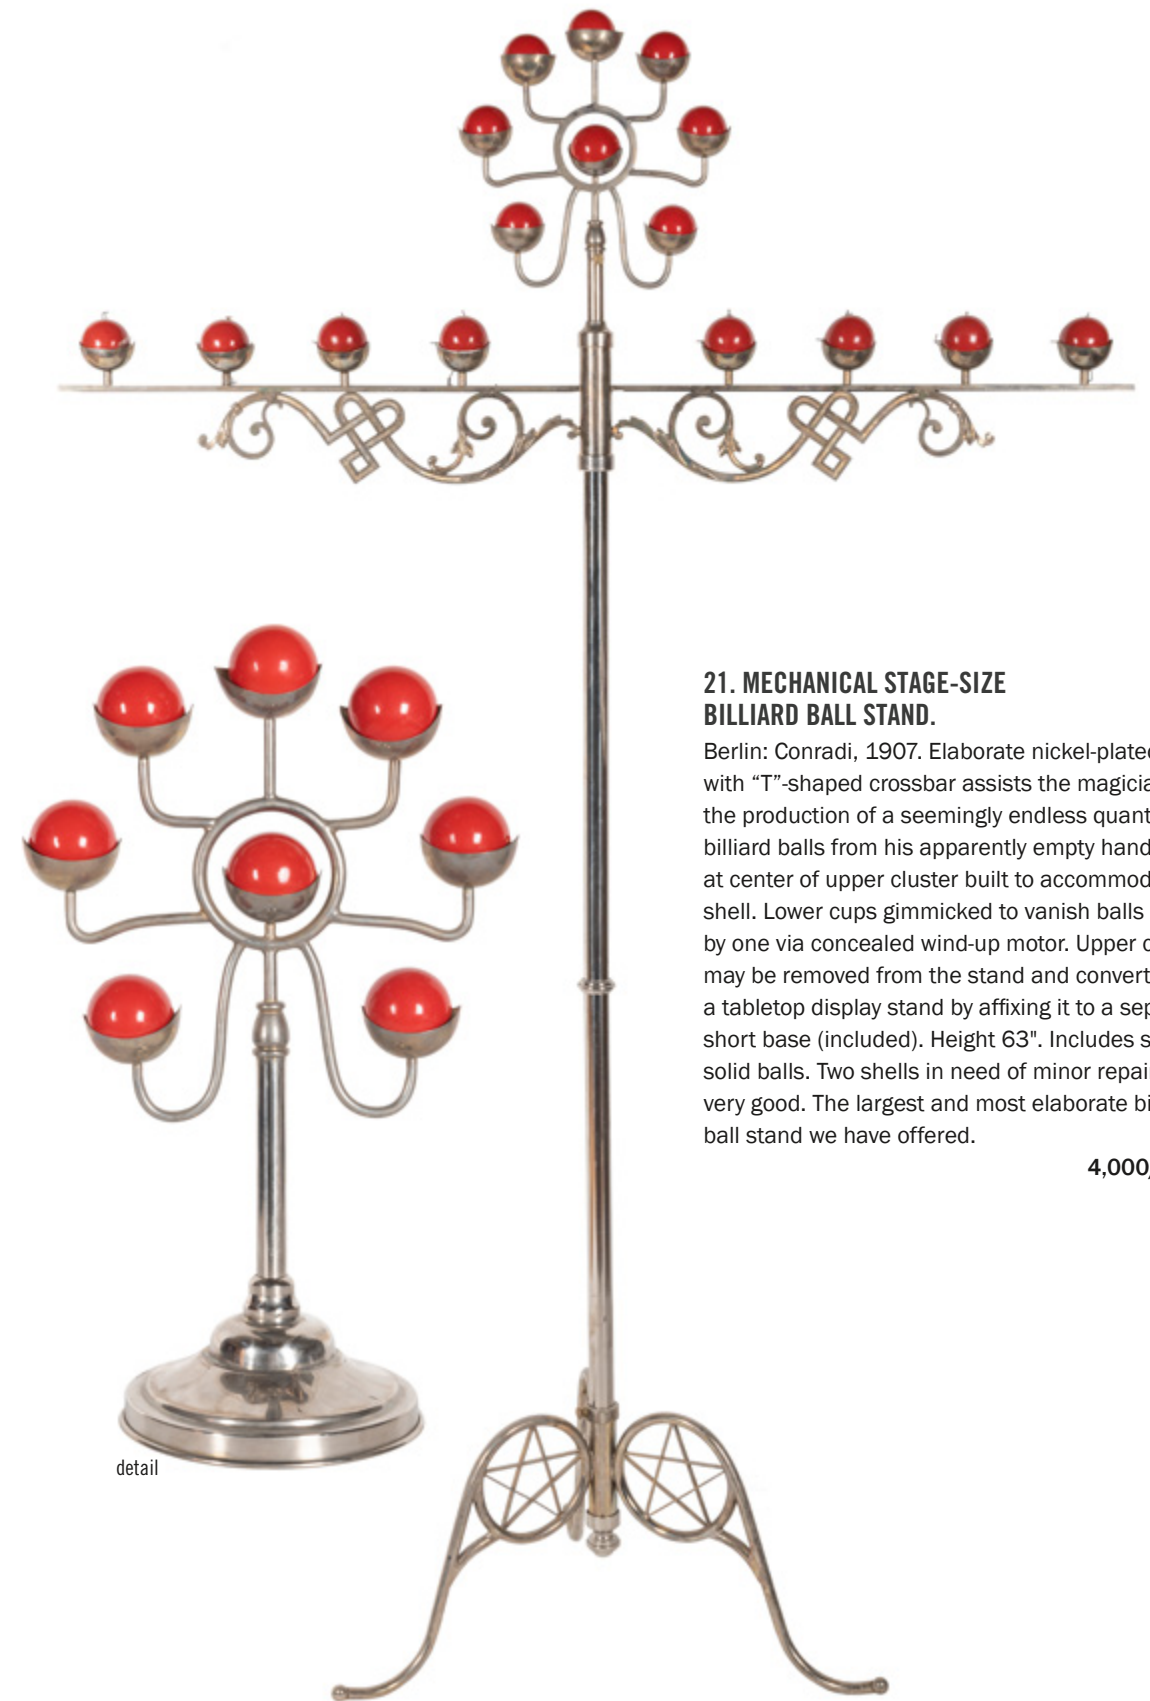 21. MECHANICAL STAGE-SIZE
BILLIARD BALL STAND.
Berlin: Conradi, 1907. Elaborate nickel-plated
with “T”-shaped crossbar assists the magicia
the production of a seemingly endless quant
billiard balls from his apparently empty hand
at center of upper cluster built to accommod
shell. Lower cups gimmicked to vanish balls
by one via concealed wind-up motor. Upper c
may be removed from the stand and convert
a tabletop display stand by affixing it to a sep
short base (included). Height 63". Includes s
solid balls. Two shells in need of minor repair
very good. The largest and most elaborate bi
ball stand we have offered.
4,000
detail